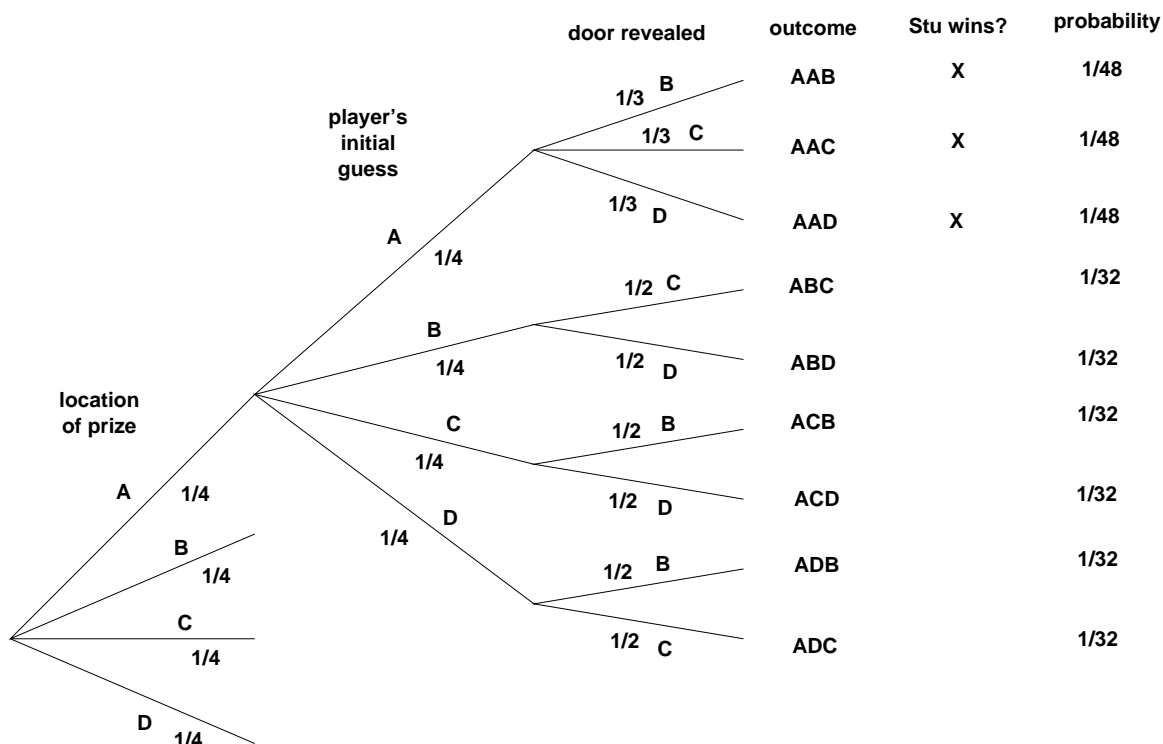 door revealed outcome Stu wins? probability
1/3 B AAB X 1/48
player's
initial
guess
1/3 C AAC X 1/48
1/3 D AAD X 1/48
A 1/4
1/2 C ABC 1/32
B 1/4
1/2 D ABD 1/32
location
of prize
1/2 B ACB 1/32
C 1/4
1/2 D ACD 1/32
A 1/4
D 1/4
B 1/4
1/2 B ADB 1/32
C 1/4
1/2 C ADC 1/32
D 1/4